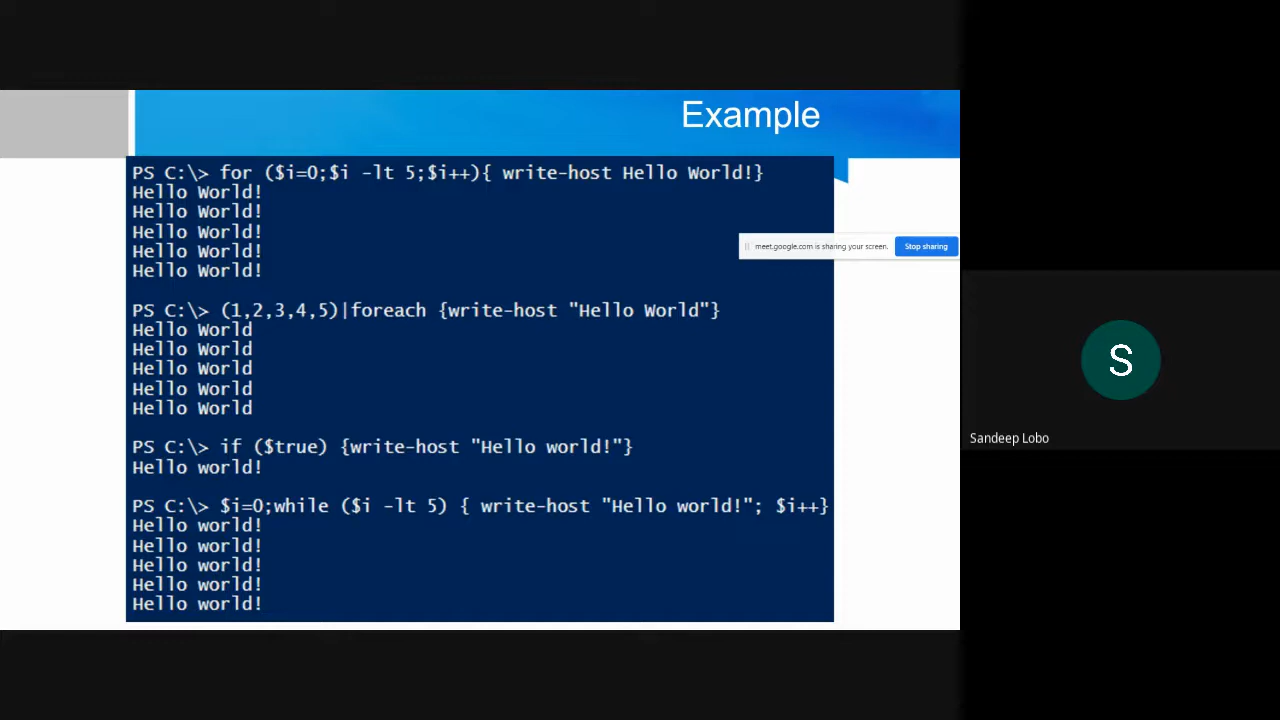 Example
PS C:\> for ($i=0;$i -lt 5;$i++){ write-host Hello World!}
Hello World!
Hello World!
Hello World!
Hello World!
Hello World!
meet.google.com is sharing your screen.
Stop sharing
PS C:\> (1,2,3,4,5)|foreach {write-host "Hello World"}
Hello World
Hello World
Hello World
Hello World
Hello World
S
Sandeep Lobo
PS C:\> if ($true) {write-host "Hello world!"}
Hello world!
PS C:\> $i=0;while ($i -lt 5) { write-host "Hello world!"; $i++}
Hello world!
Hello world!
Hello world!
Hello world!
Hello world!